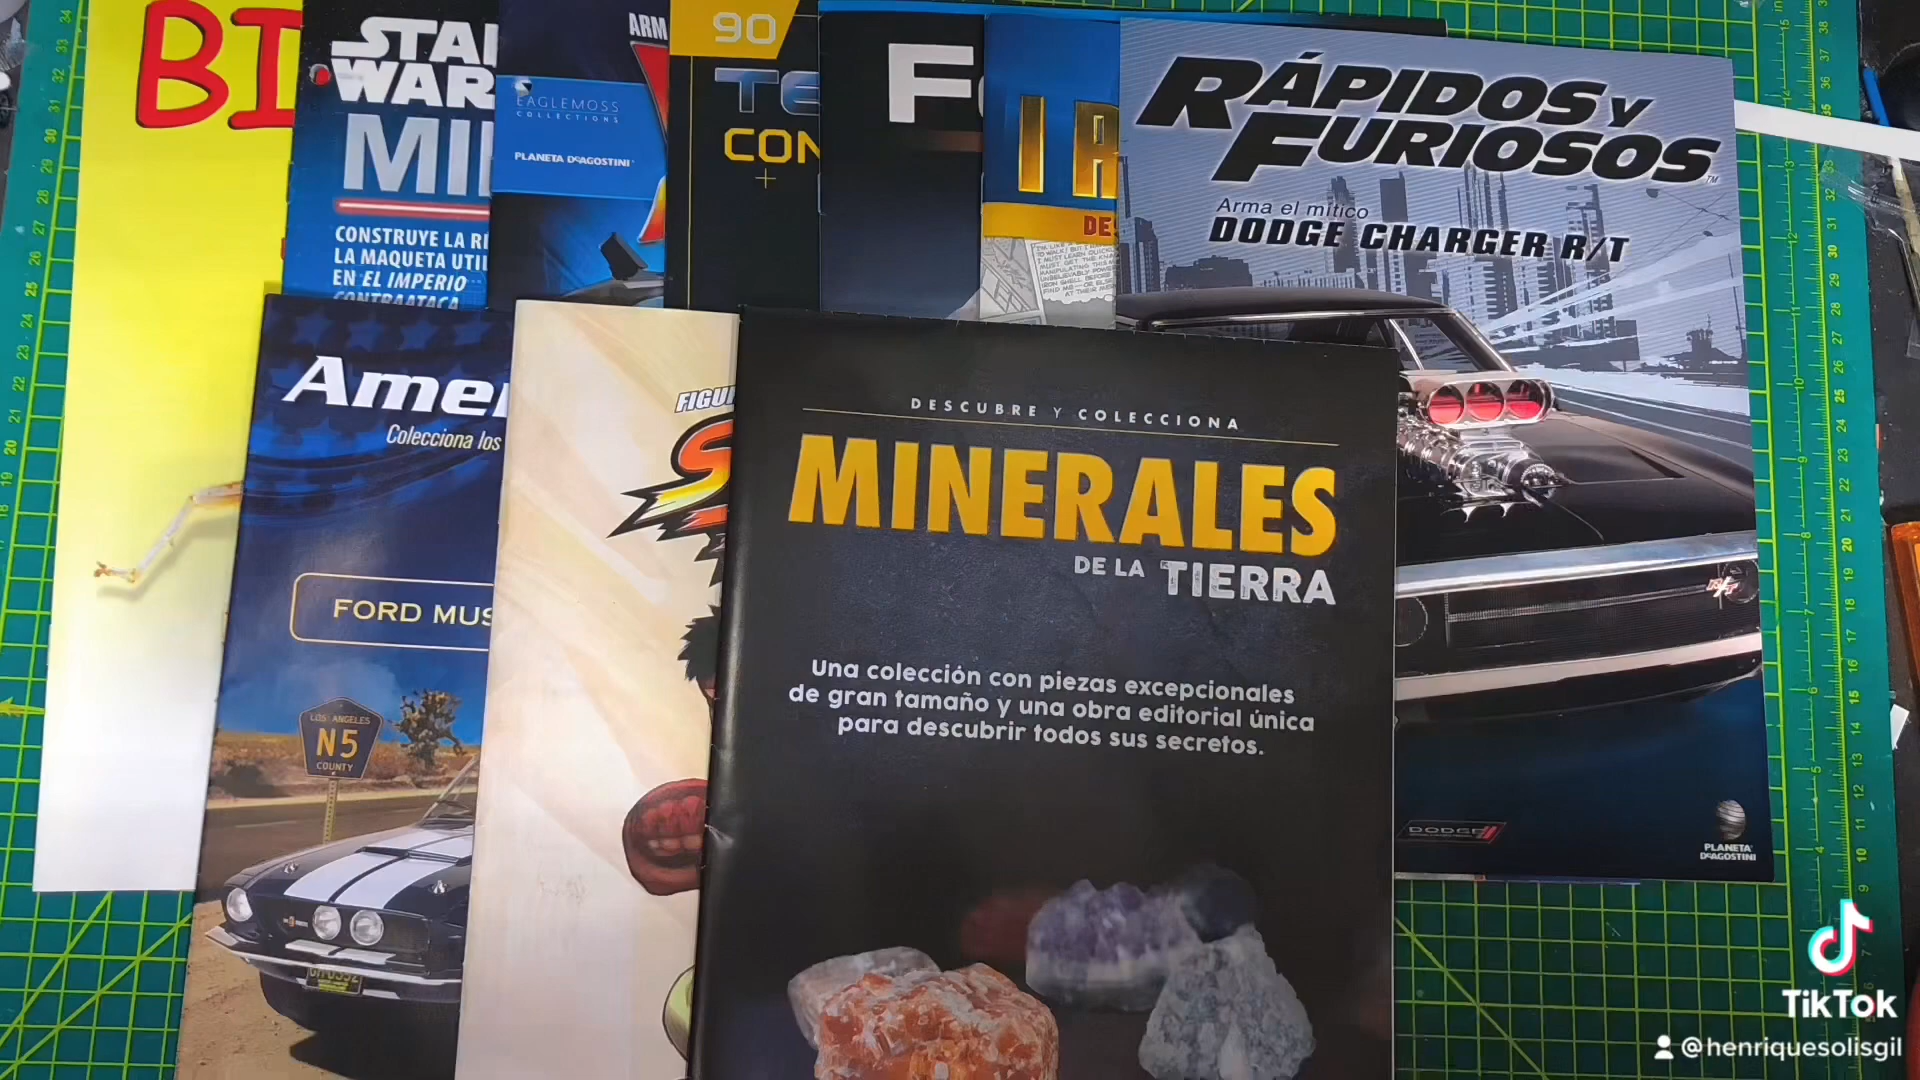 BI
STAR
WAR
MI
CONSTRUYE LA
LA MAQUETA UTI
EN EL IMPERIO
CONTRAATACA
ARM
EAGLEMOSS
COLLECTIONS
PLANETA DEAGOSTINI
90
TE
CON
+
F
I R
DE
RÁPIDOS Y
FURIOSOS™
Arma el mítico
DODGE CHARGER R/T
R/T
DODGE
PLANETA
DEAGOSTINI
Amer
Colecciona los
FORD MUS
LOS ANGELES
N5
COUNTY
FIGU
S
DESCUBRE Y COLECCIONA
MINERALES
DE LA TIERRA
Una colección con piezas excepcionales
de gran tamaño y una obra editorial única
para descubrir todos sus secretos.
TikTok
@henriquesolisgil